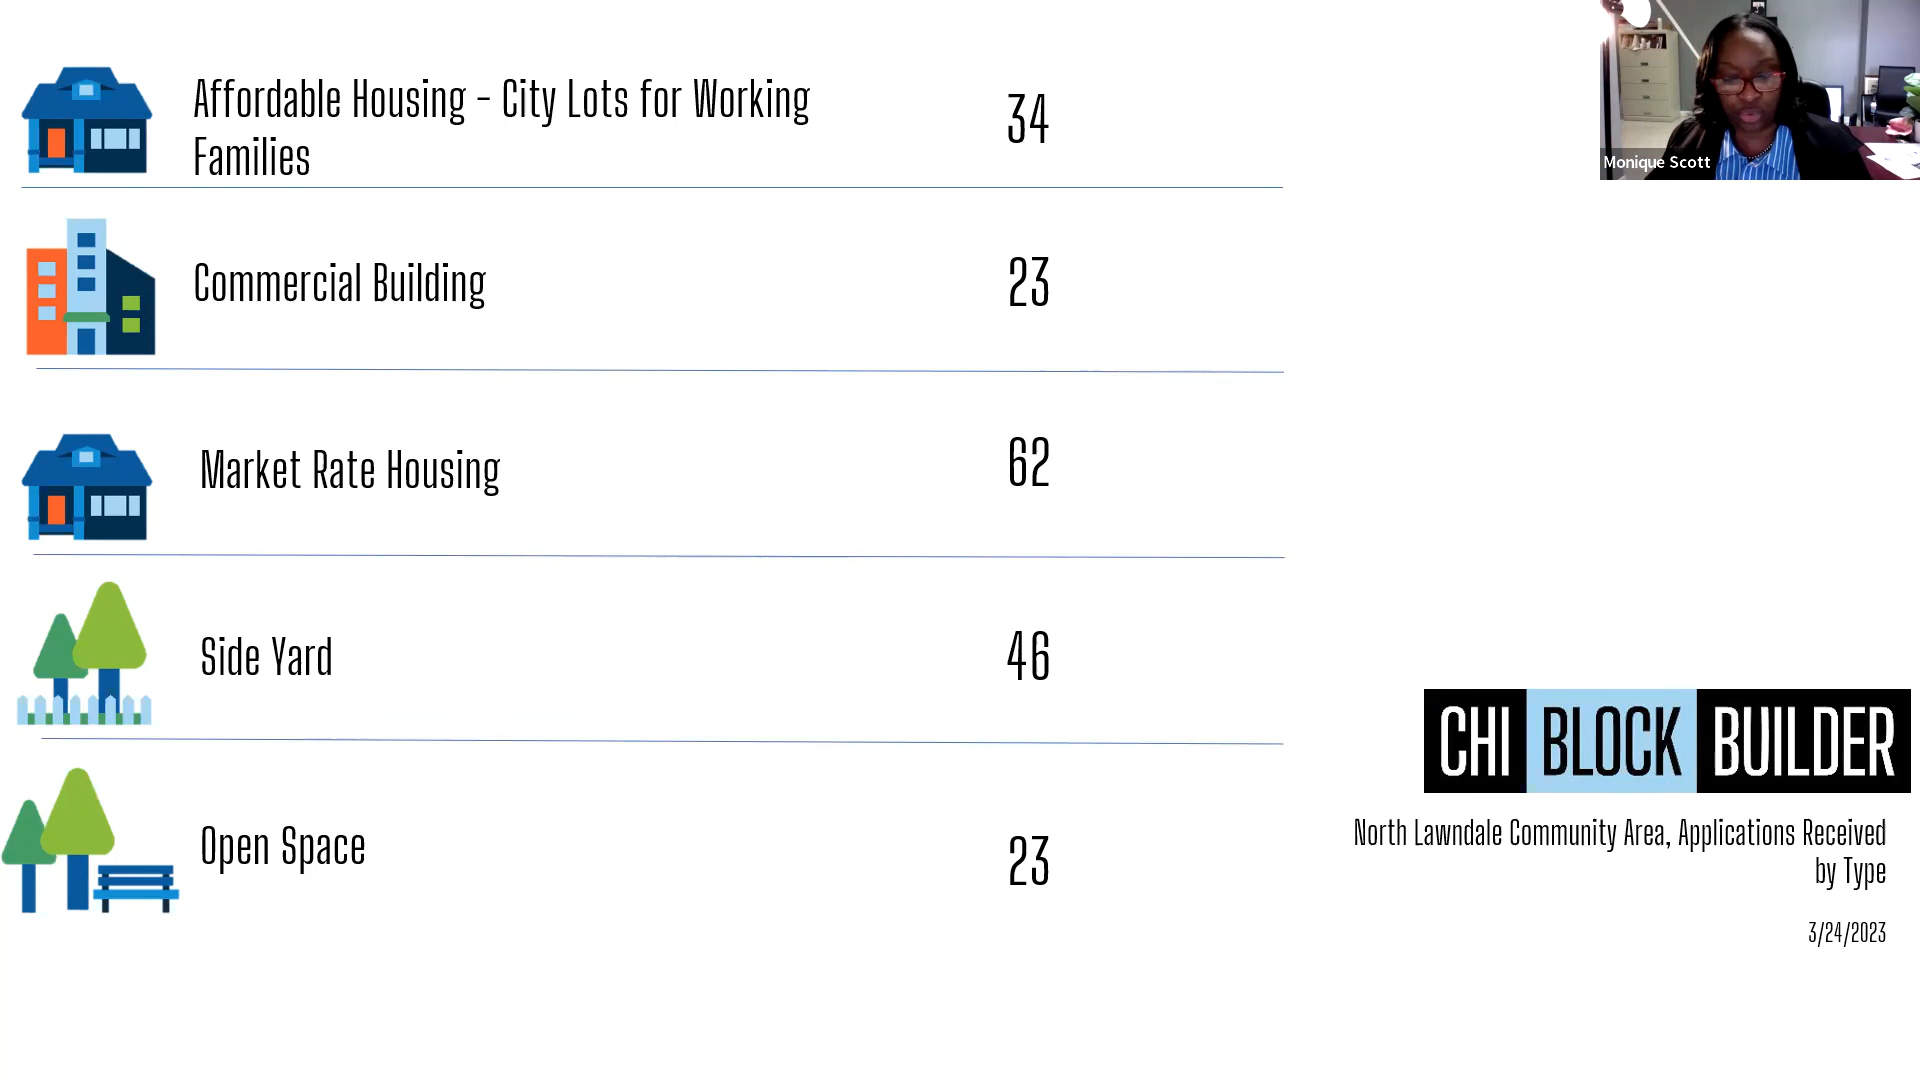 Affordable Housing - City Lots for Working
Families
34
Commercial Building
23
Market Rate Housing
62
Side Yard
46
Open Space
23
Monique Scott
CHI BLOCK BUILDER
North Lawndale Community Area, Applications Received
by Type
3/24/2023